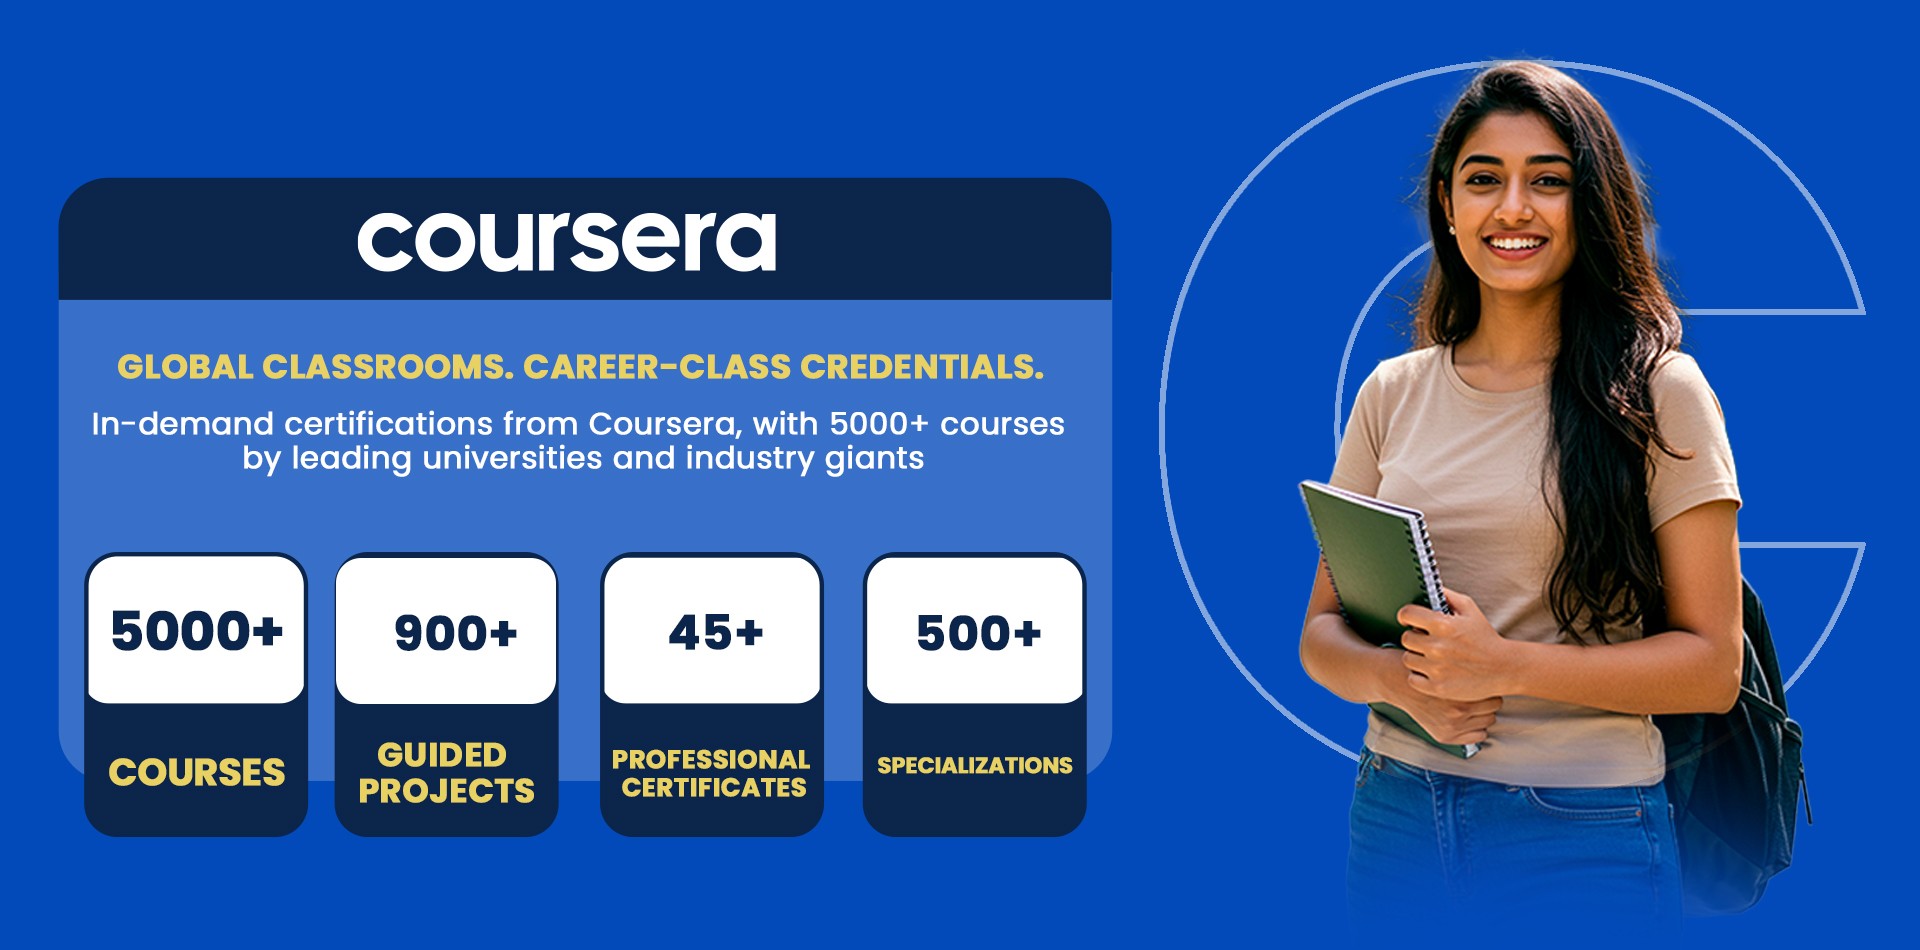 coursera
GLOBAL CLASSROOMS. CAREER-CLASS CREDENTIALS.
In-demand certifications from Coursera, with 5000+ courses
by leading universities and industry giants
5000+
COURSES
900+
GUIDED
PROJECTS
45+
PROFESSIONAL
CERTIFICATES
500+
SPECIALIZATIONS